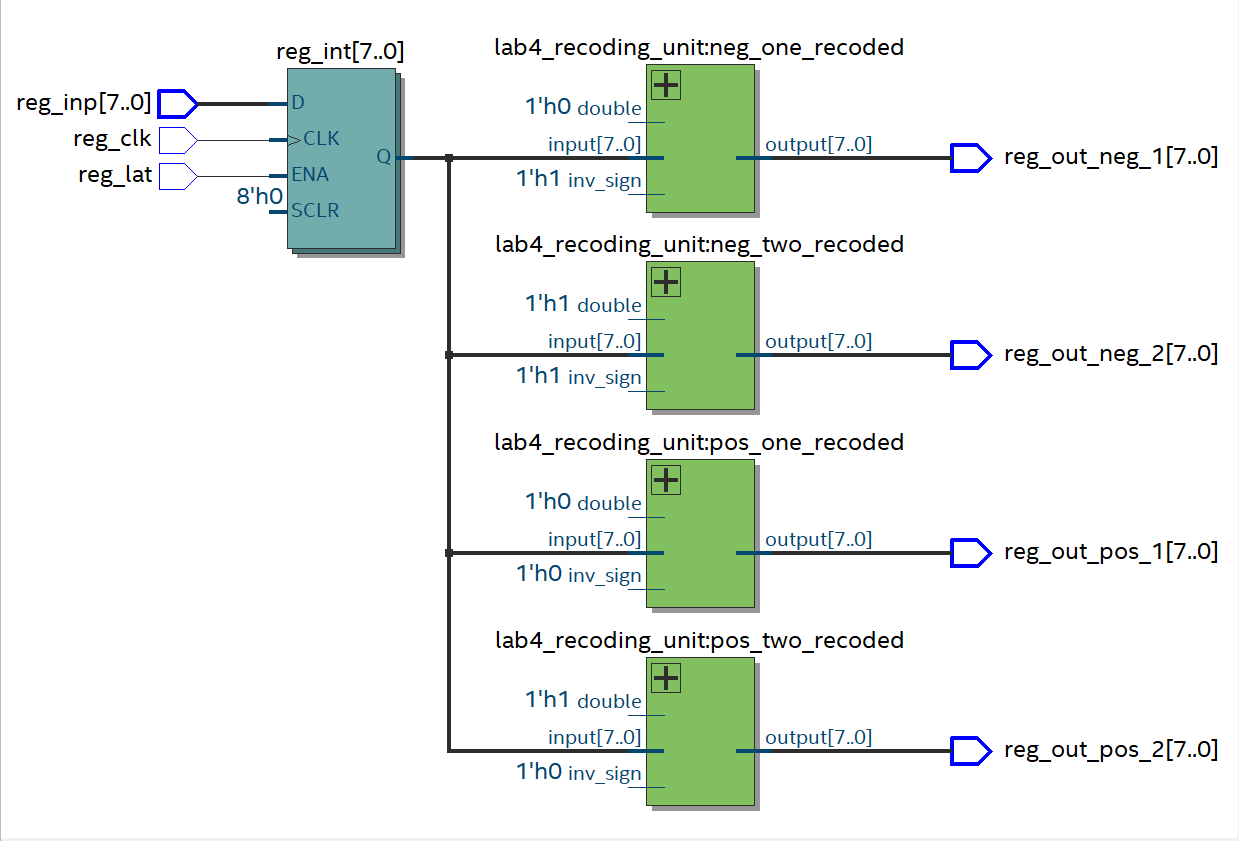 reg_int[7..0]
reg_inp[7..0]
D
reg_clk
CLK
Q
reg_lat
ENA
8'h0
SCLR
lab4_recoding_unit:neg_one_recoded
1'h0 double
input[7..0]
output[7..0]
1'h1 inv_sign
reg_out_neg_1[7..0]
lab4_recoding_unit:neg_two_recoded
1'h1 double
input[7..0]
output[7..0]
1'h1 inv_sign
reg_out_neg_2[7..0]
lab4_recoding_unit:pos_one_recoded
1'h0 double
input[7..0]
output[7..0]
1'h0 inv_sign
reg_out_pos_1[7..0]
lab4_recoding_unit:pos_two_recoded
1'h1 double
input[7..0]
output[7..0]
1'h0 inv_sign
reg_out_pos_2[7..0]